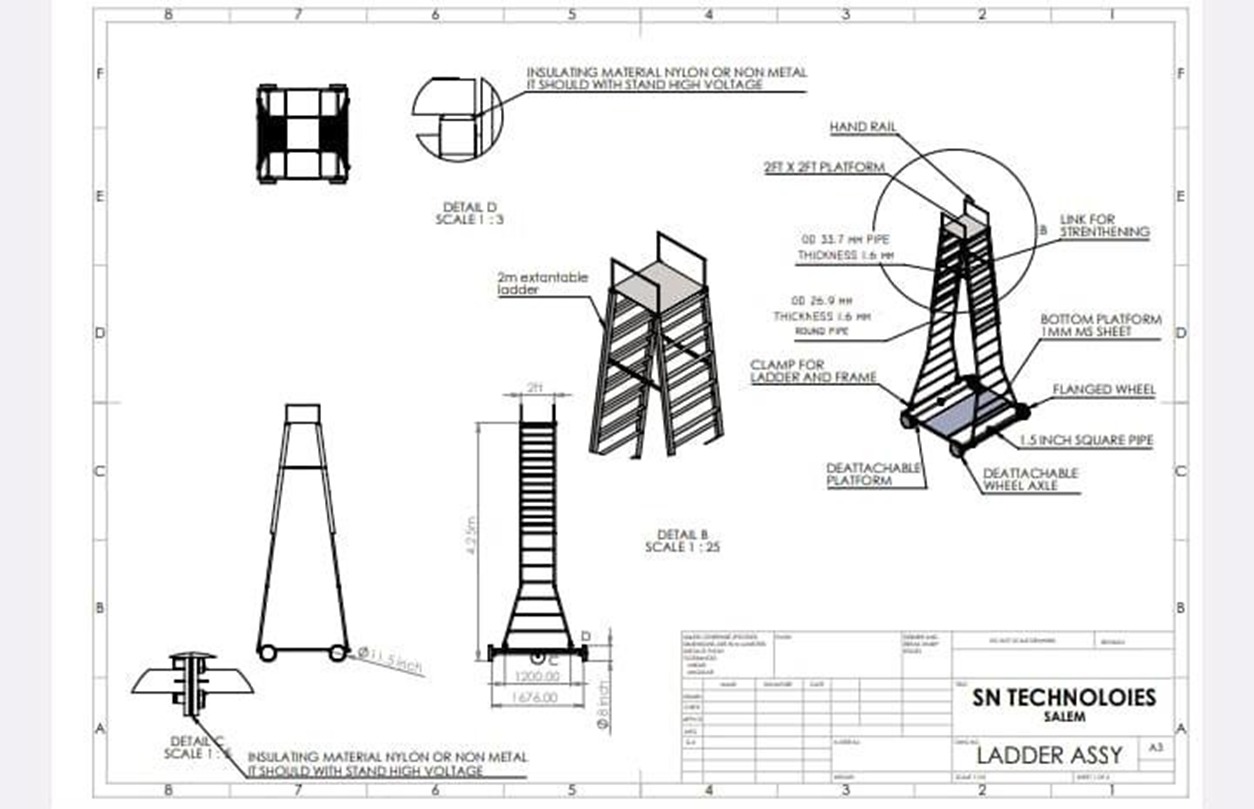 8 7 6 5 4 3 2 1
F
F
INSULATING MATERIAL NYLON OR NON METAL
IT SHOULD WITH STAND HIGH VOLTAGE
HAND RAIL
2FT X 2FT PLATFORM
E
E
DETAIL D
SCALE 1 : 3
LINK FOR
STRENTHENING
B
OD 33.7 MM PIPE
THICKNESS 1.6 MM
2m extantable
ladder
OD 26.9 MM
THICKNESS 1.6 MM
ROUND PIPE
D
D
BOTTOM PLATFORM
1MM MS SHEET
CLAMP FOR
LADDER AND FRAME
FLANGED WHEEL
2ft
1.5 INCH SQUARE PIPE
C
C
DEATTACHABLE
PLATFORM
DEATTACHABLE
WHEEL AXLE
4.25m
DETAIL B
SCALE 1 : 25
B
B
D
C
Ø11.5 inch
1200.00
1676.00
Ø8 inch
NAME SIGNATURE DATE
SN TECHNOLOIES
SALEM
A
A
DETAIL C
SCALE 1 : 5
INSULATING MATERIAL NYLON OR NON METAL
IT SHOULD WITH STAND HIGH VOLTAGE
LADDER ASSY
A3
8 7 6 5 4 3 2 1